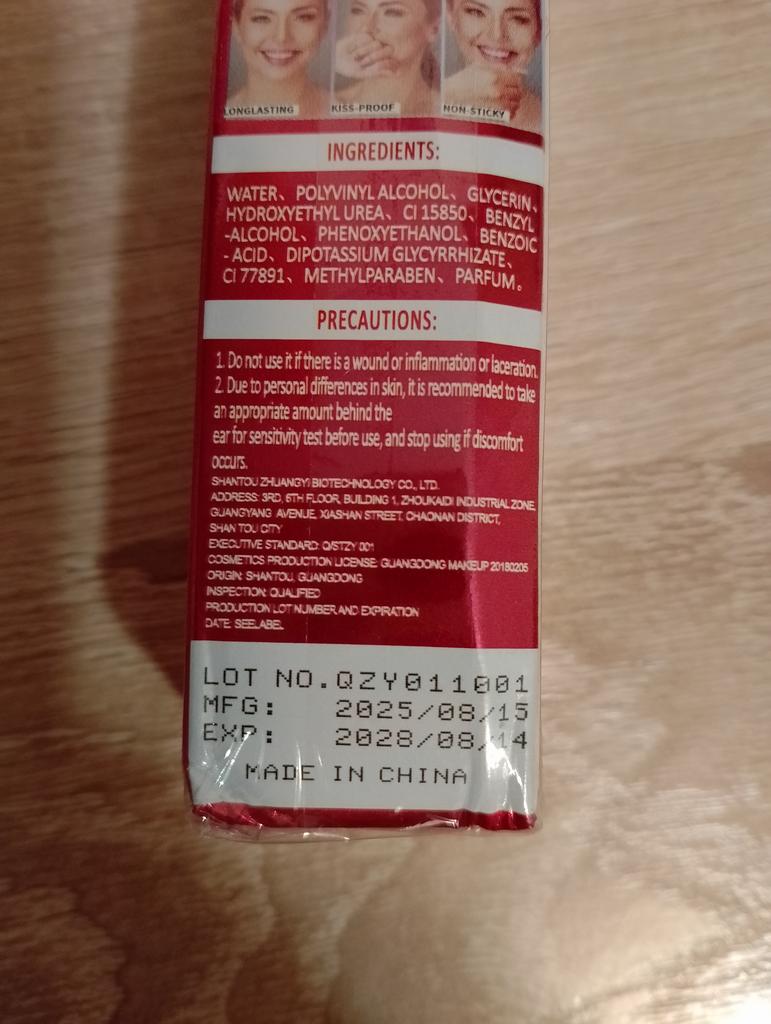 LONGLASTING KISS-PROOF NON-STICKY
INGREDIENTS:
WATER、 POLYVINYL ALCOHOL、 GLYCERIN、
HYDROXYETHYL UREA、 CI 15850、 BENZYL
-ALCOHOL、 PHENOXYETHANOL、 BENZOIC
- ACID、 DIPOTASSIUM GLYCYRRHIZATE、
CI 77891、 METHYLPARABEN、 PARFUM。
PRECAUTIONS:
1. Do not use it if there is a wound or inflammation or laceration.
2. Due to personal differences in skin, it is recommended to take
an appropriate amount behind the
ear for sensitivity test before use, and stop using if discomfort
occurs.
SHANTOU ZHUANGYI BIOTECHNOLOGY CO., LTD.
ADDRESS: 3RD, 6TH FLOOR, BUILDING 1, ZHOUKAIDI INDUSTRIAL ZONE,
GUANGYANG AVENUE, XIASHAN STREET, CHAONAN DISTRICT,
SHAN TOU CITY
EXECUTIVE STANDARD: Q/STZY 001
COSMETICS PRODUCTION LICENSE: GUANGDONG MAKEUP 20180205
ORIGIN: SHANTOU, GUANGDONG
INSPECTION: QUALIFIED
PRODUCTION LOT NUMBER AND EXPIRATION
DATE: SEELABEL
LOT NO.QZY011001
MFG: 2025/08/15
EXP: 2028/08/14
MADE IN CHINA